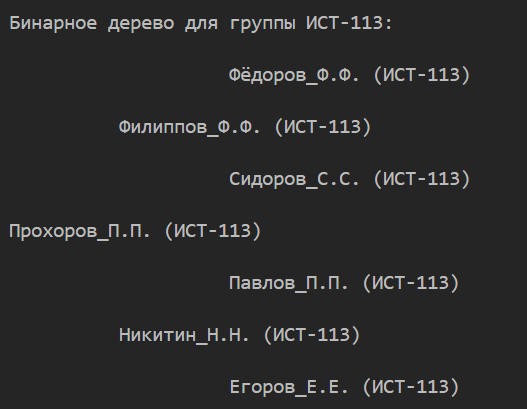 Бинарное дерево для группы ИСТ-113:
Фёдоров_Ф.Ф. (ИСТ-113)
Филиппов_Ф.Ф. (ИСТ-113)
Сидоров_С.С. (ИСТ-113)
Прохоров_П.П. (ИСТ-113)
Павлов_П.П. (ИСТ-113)
Никитин_Н.Н. (ИСТ-113)
Егоров_Е.Е. (ИСТ-113)